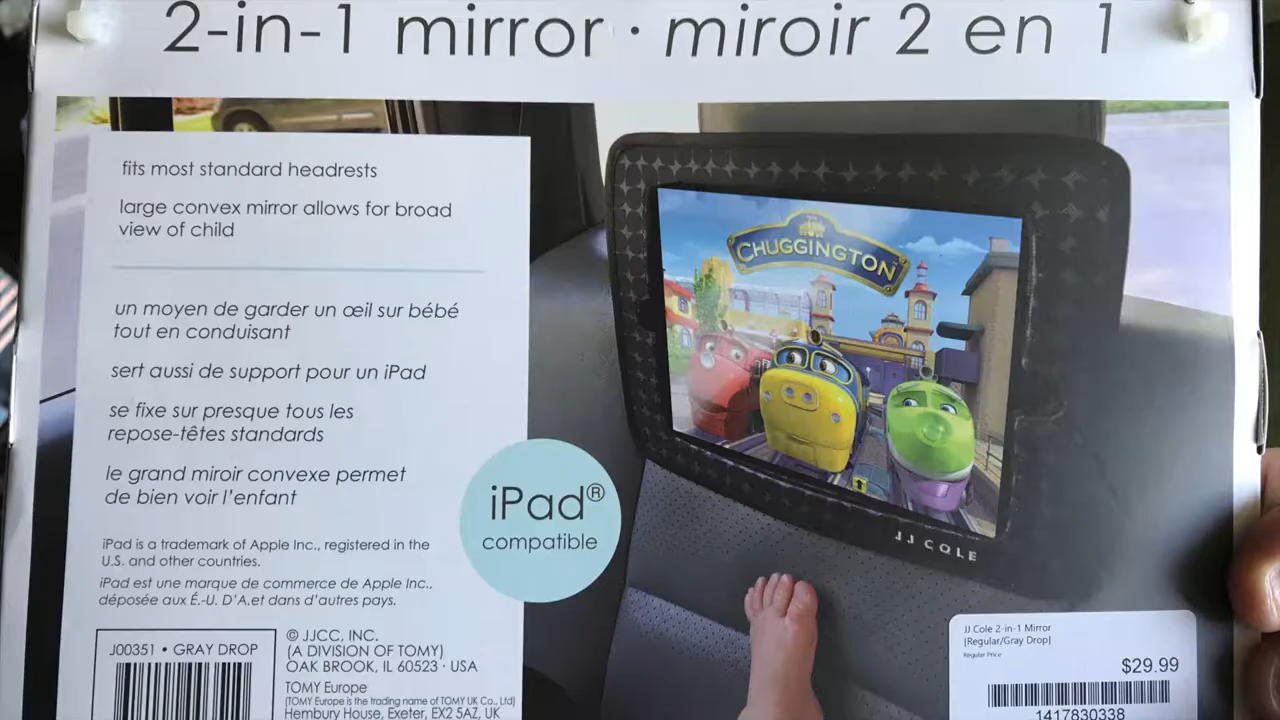 2-in-1 mirror · miroir 2 en 1
fits most standard headrests
large convex mirror allows for broad
view of child
un moyen de garder un œil sur bébé
tout en conduisant
sert aussi de support pour un iPad
se fixe sur presque tous les
repose-têtes standards
le grand miroir convexe permet
de bien voir l'enfant
iPad is a trademark of Apple Inc., registered in the
U.S. and other countries.
iPad est une marque de commerce de Apple Inc.,
déposée aux É.-U. D'A.et dans d'autres pays.
J00351 • GRAY DROP
© JJCC, INC.
(A DIVISION OF TOMY)
OAK BROOK, IL 60523 · USA
TOMY Europe
(TOMY Europe is the trading name of TOMY UK Co., Ltd)
Hembury House, Exeter, EX2 5AZ, UK
iPad®
compatible
CHUGGINGTON
JJ COLE
JJ Cole 2-in-1 Mirror
[Regular/Gray Drop]
Regular Price
$29.99
1417830338